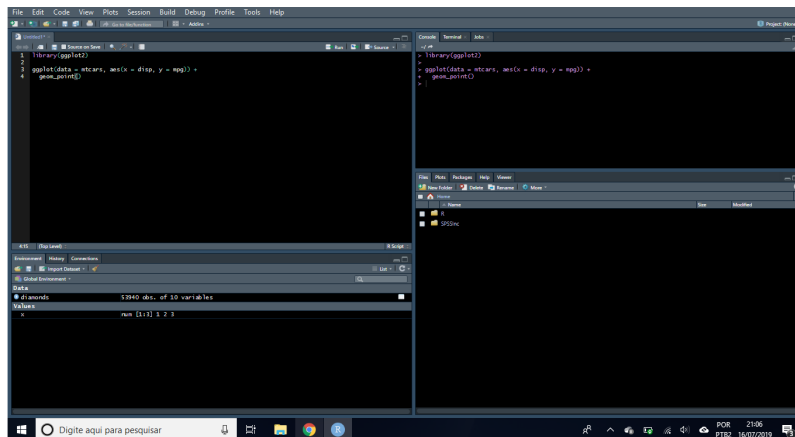 File Edit Code View Plots Session Build Debug Profile Tools Help
Go to file/function
Addins
Project: (None
Untitled1*
Source on Save
Run
Source
1 library(ggplot2)
2
3 ggplot(data = mtcars, aes(x = disp, y = mpg)) +
4 geom_point()
4:15 (Top Level) R Script
Console Terminal Jobs
~/
> library(ggplot2)
>
> ggplot(data = mtcars, aes(x = disp, y = mpg)) +
+ geom_point()
>
Environment History Connections
Import Dataset
List
Global Environment
Data
diamonds 53940 obs. of 10 variables
Values
x num [1:3] 1 2 3
Files Plots Packages Help Viewer
New Folder Delete Rename More
Home
Name Size Modified
R
SPSSInc
Digite aqui para pesquisar
R
POR 21:06
PTB2 16/07/2019
3